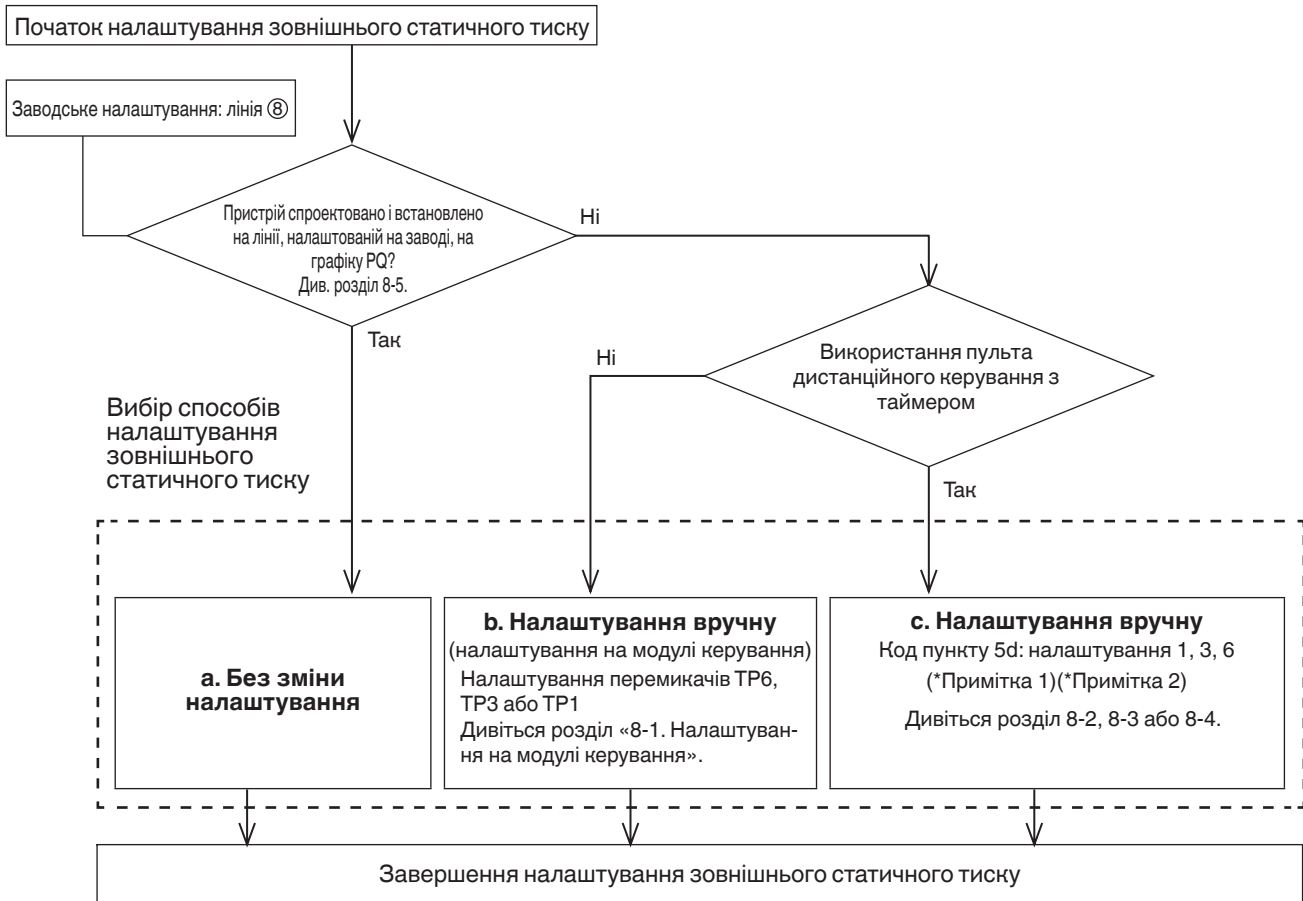 Початок налаштування зовнішнього статичного тиску
Заводське налаштування: лінія ⑧
Пристрій спроектовано і встановлено
на лінії, налаштованій на заводі, на
графіку PQ?
Див. розділ 8-5.
Ні
Так
Використання пульта
дистанційного керування з
таймером
Ні
Так
Вибір способів
налаштування
зовнішнього
статичного тиску
a. Без зміни
налаштування
b. Налаштування вручну
(налаштування на модулі керування)
Налаштування перемикачів TP6,
TP3 або TP1
Дивіться розділ «8-1. Налаштуван-
ня на модулі керування».
c. Налаштування вручну
Код пункту 5d: налаштування 1, 3, 6
(*Примітка 1)(*Примітка 2)
Дивіться розділ 8-2, 8-3 або 8-4.
Завершення налаштування зовнішнього статичного тиску